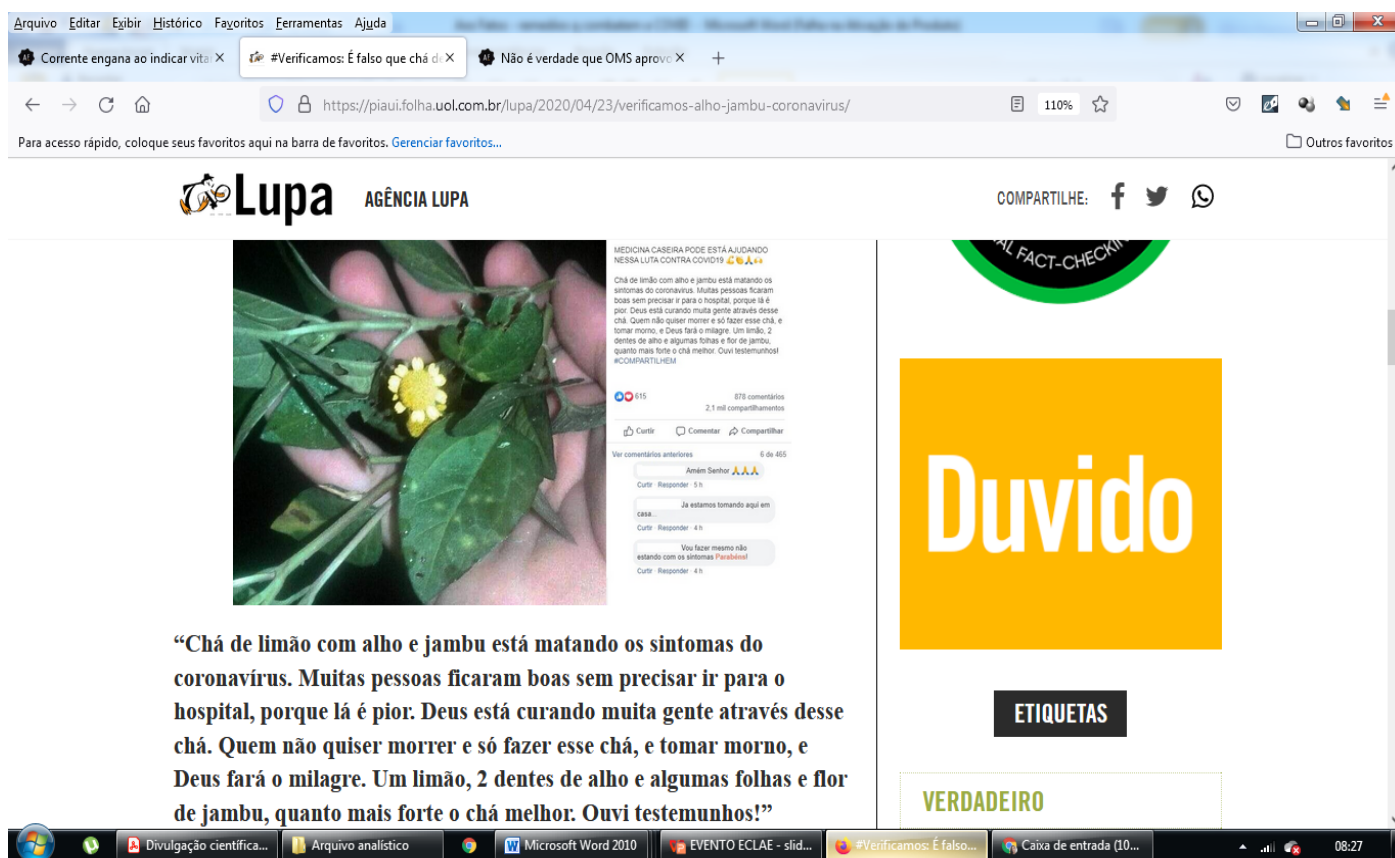 Arquivo Editar Exibir Histórico Favoritos Ferramentas Ajuda
Corrente engana ao indicar vita
#Verificamos: É falso que chá d
Não é verdade que OMS aprovo
https://piaui.folha.uol.com.br/lupa/2020/04/23/verificamos-alho-jambu-coronavirus/
110%
Para acesso rápido, coloque seus favoritos aqui na barra de favoritos. Gerenciar favoritos...
Outros favoritos
Lupa
AGÊNCIA LUPA
COMPARTILHE:
MEDICINA CASEIRA PODE ESTÁ AJUDANDO
NESSA LUTA CONTRA COVID19
Chá de limão com alho e jambu está matando os
sintomas do coronavírus. Muitas pessoas ficaram
boas sem precisar ir para o hospital, porque lá é
pior. Deus está curando muita gente através desse
chá. Quem não quiser morrer e só fazer esse chá, e
tomar morno, e Deus fará o milagre. Um limão, 2
dentes de alho e algumas folhas e flor de jambu,
quanto mais forte o chá melhor. Ouvi testemunhos!
#COMPARTILHEM
615
878 comentários
2,1 mil compartilhamentos
Curtir Comentar Compartilhar
Ver comentários anteriores 6 de 465
Amém Senhor
Curtir · Responder · 5 h
Ja estamos tomando aqui em
casa...
Curtir · Responder · 4 h
Vou fazer mesmo não
estando com os sintomas Parabéns!
Curtir · Responder · 4 h
FACT-CHECKIN
Duvido
ETIQUETAS
VERDADEIRO
“Chá de limão com alho e jambu está matando os sintomas do
coronavírus. Muitas pessoas ficaram boas sem precisar ir para o
hospital, porque lá é pior. Deus está curando muita gente através desse
chá. Quem não quiser morrer e só fazer esse chá, e tomar morno, e
Deus fará o milagre. Um limão, 2 dentes de alho e algumas folhas e flor
de jambu, quanto mais forte o chá melhor. Ouvi testemunhos!”
Divulgação científica...
Arquivo analístico
Microsoft Word 2010
EVENTO ECLAE - slid...
#Verificamos: É falso...
Caixa de entrada (10...
08:27